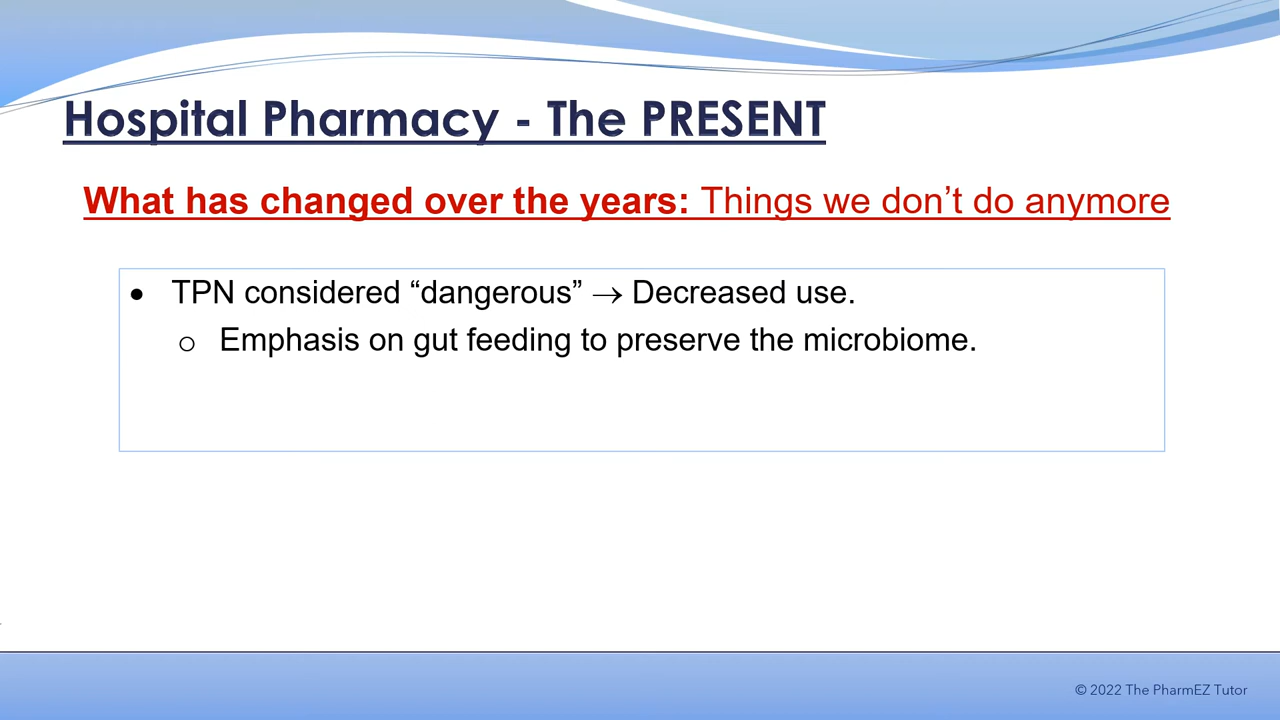 Hospital Pharmacy - The PRESENT
What has changed over the years: Things we don’t do anymore
• TPN considered “dangerous” → Decreased use.
o Emphasis on gut feeding to preserve the microbiome.
© 2022 The PharmEZ Tutor